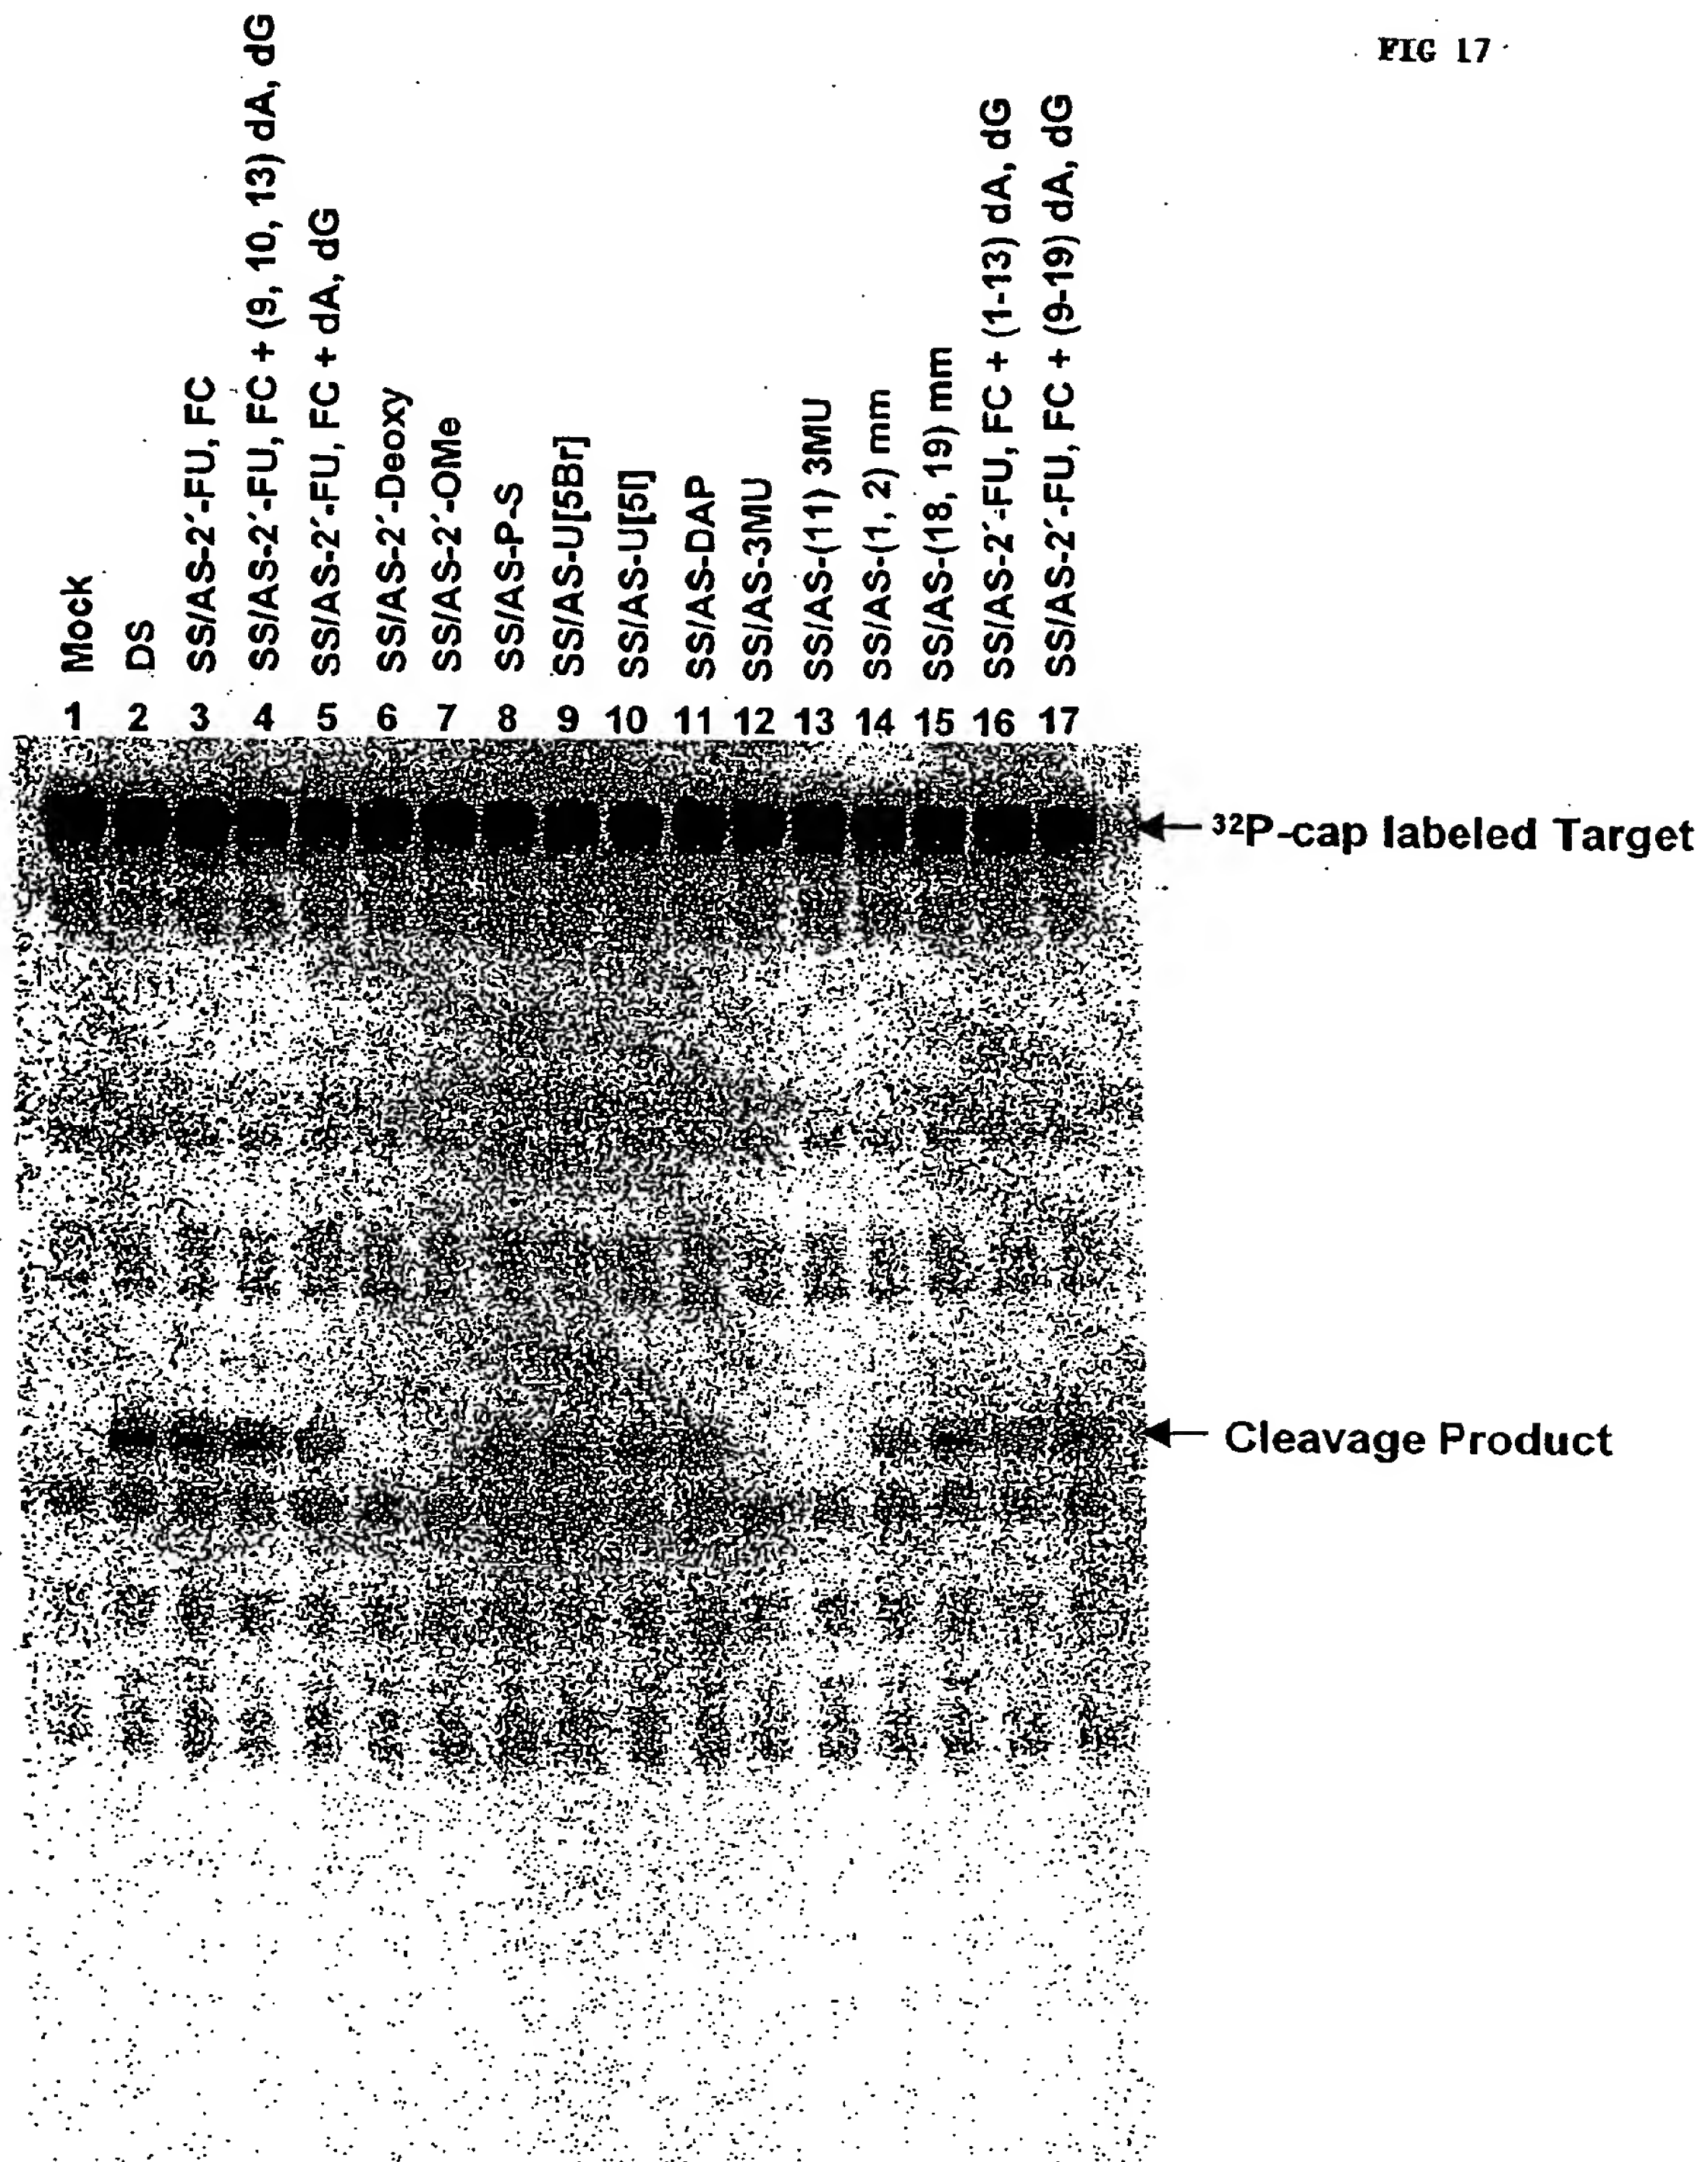 FIG 17
Mock
DS
SS/AS-2´-FU, FC
SS/AS-2´-FU, FC + (9, 10, 13) dA, dG
SS/AS-2´-FU, FC + dA, dG
SS/AS-2´-Deoxy
SS/AS-2´-OMe
SS/AS-P-S
SS/AS-U[5Br]
SS/AS-U[5I]
SS/AS-DAP
SS/AS-3MU
SS/AS-(11) 3MU
SS/AS-(1, 2) mm
SS/AS-(18, 19) mm
SS/AS-2´-FU, FC + (1-13) dA, dG
SS/AS-2´-FU, FC + (9-19) dA, dG
1 2 3 4 5 6 7 8 9 10 11 12 13 14 15 16 17
³²P-cap labeled Target
Cleavage Product